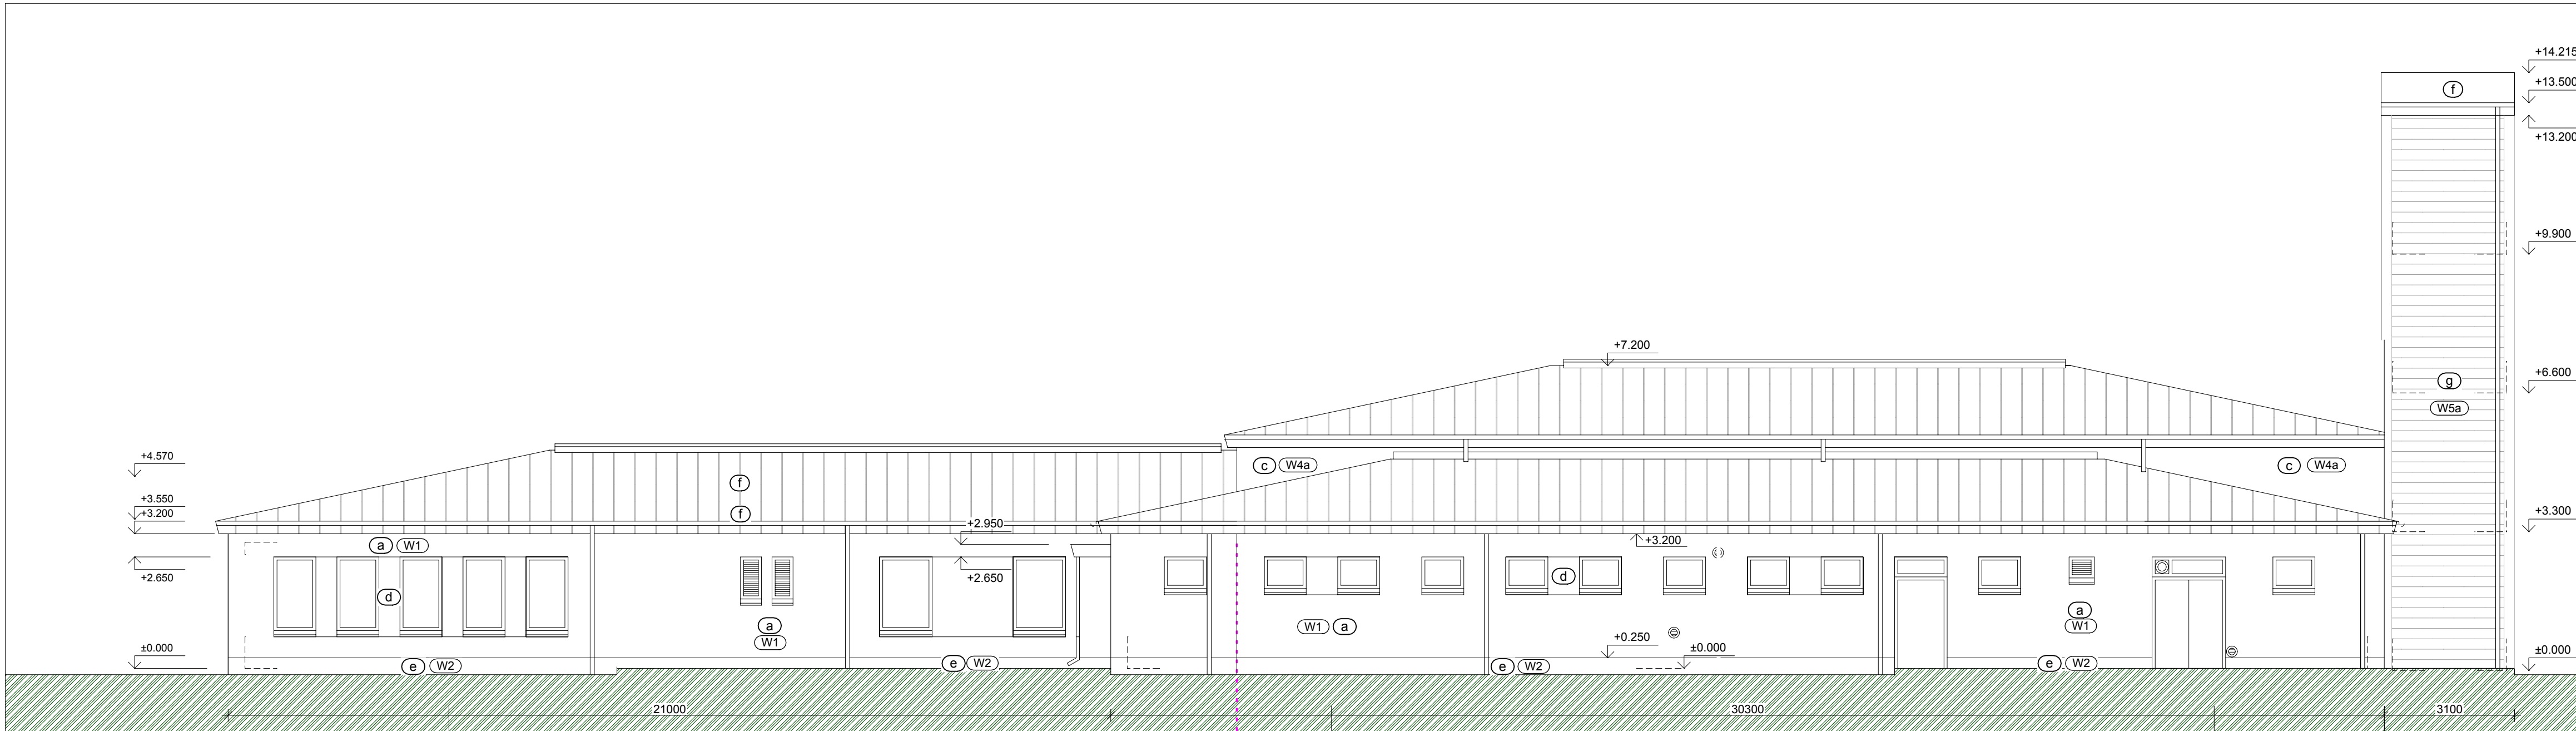 +14.215
f
+13.500
+13.200
+9.900
+7.200
+6.600
g
W5a
+4.570
c W4a
c W4a
f
+3.550
+3.200
f
+2.950
+3.300
+3.200
a W1
+2.650
+2.650
d
d
a
W1
W1 a
a
W1
+0.250
±0.000
±0.000
±0.000
e W2
e W2
e W2
e W2
21000
30300
3100